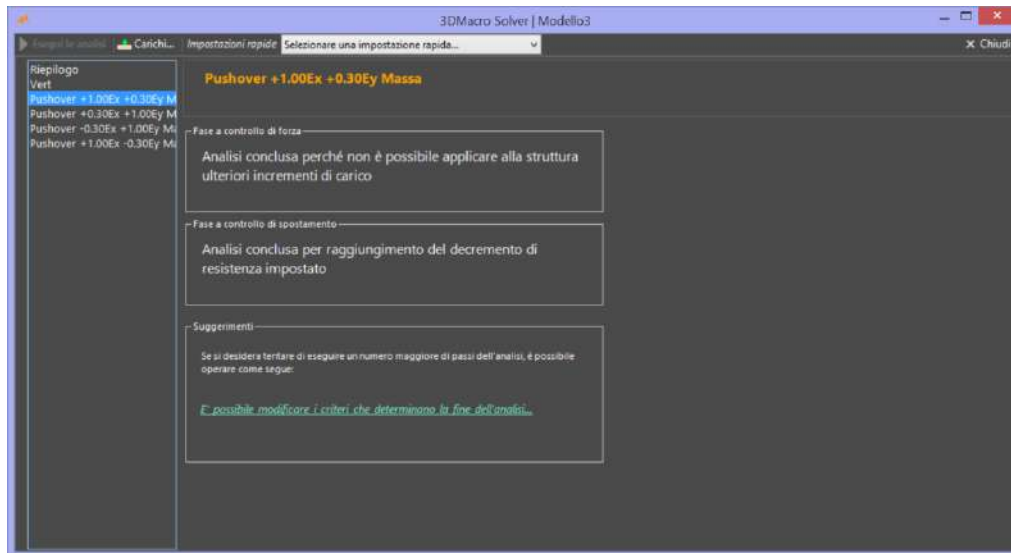 3DMacro Solver | Modello3
Esegui le analisi Carichi... Impostazioni rapide Selezionare una impostazione rapida... X Chiudi
Riepilogo
Vert
Pushover +1.00Ex +0.30Ey M
Pushover +0.30Ex +1.00Ey M
Pushover -0.30Ex +1.00Ey Ma
Pushover +1.00Ex -0.30Ey Ma
Pushover +1.00Ex +0.30Ey Massa
Fase a controllo di forza
Analisi conclusa perché non è possibile applicare alla struttura
ulteriori incrementi di carico
Fase a controllo di spostamento
Analisi conclusa per raggiungimento del decremento di
resistenza impostato
Suggerimenti
Se si desidera tentare di eseguire un numero maggiore di passi dell'analisi, è possibile
operare come segue:
E' possibile modificare i criteri che determinano la fine dell'analisi...